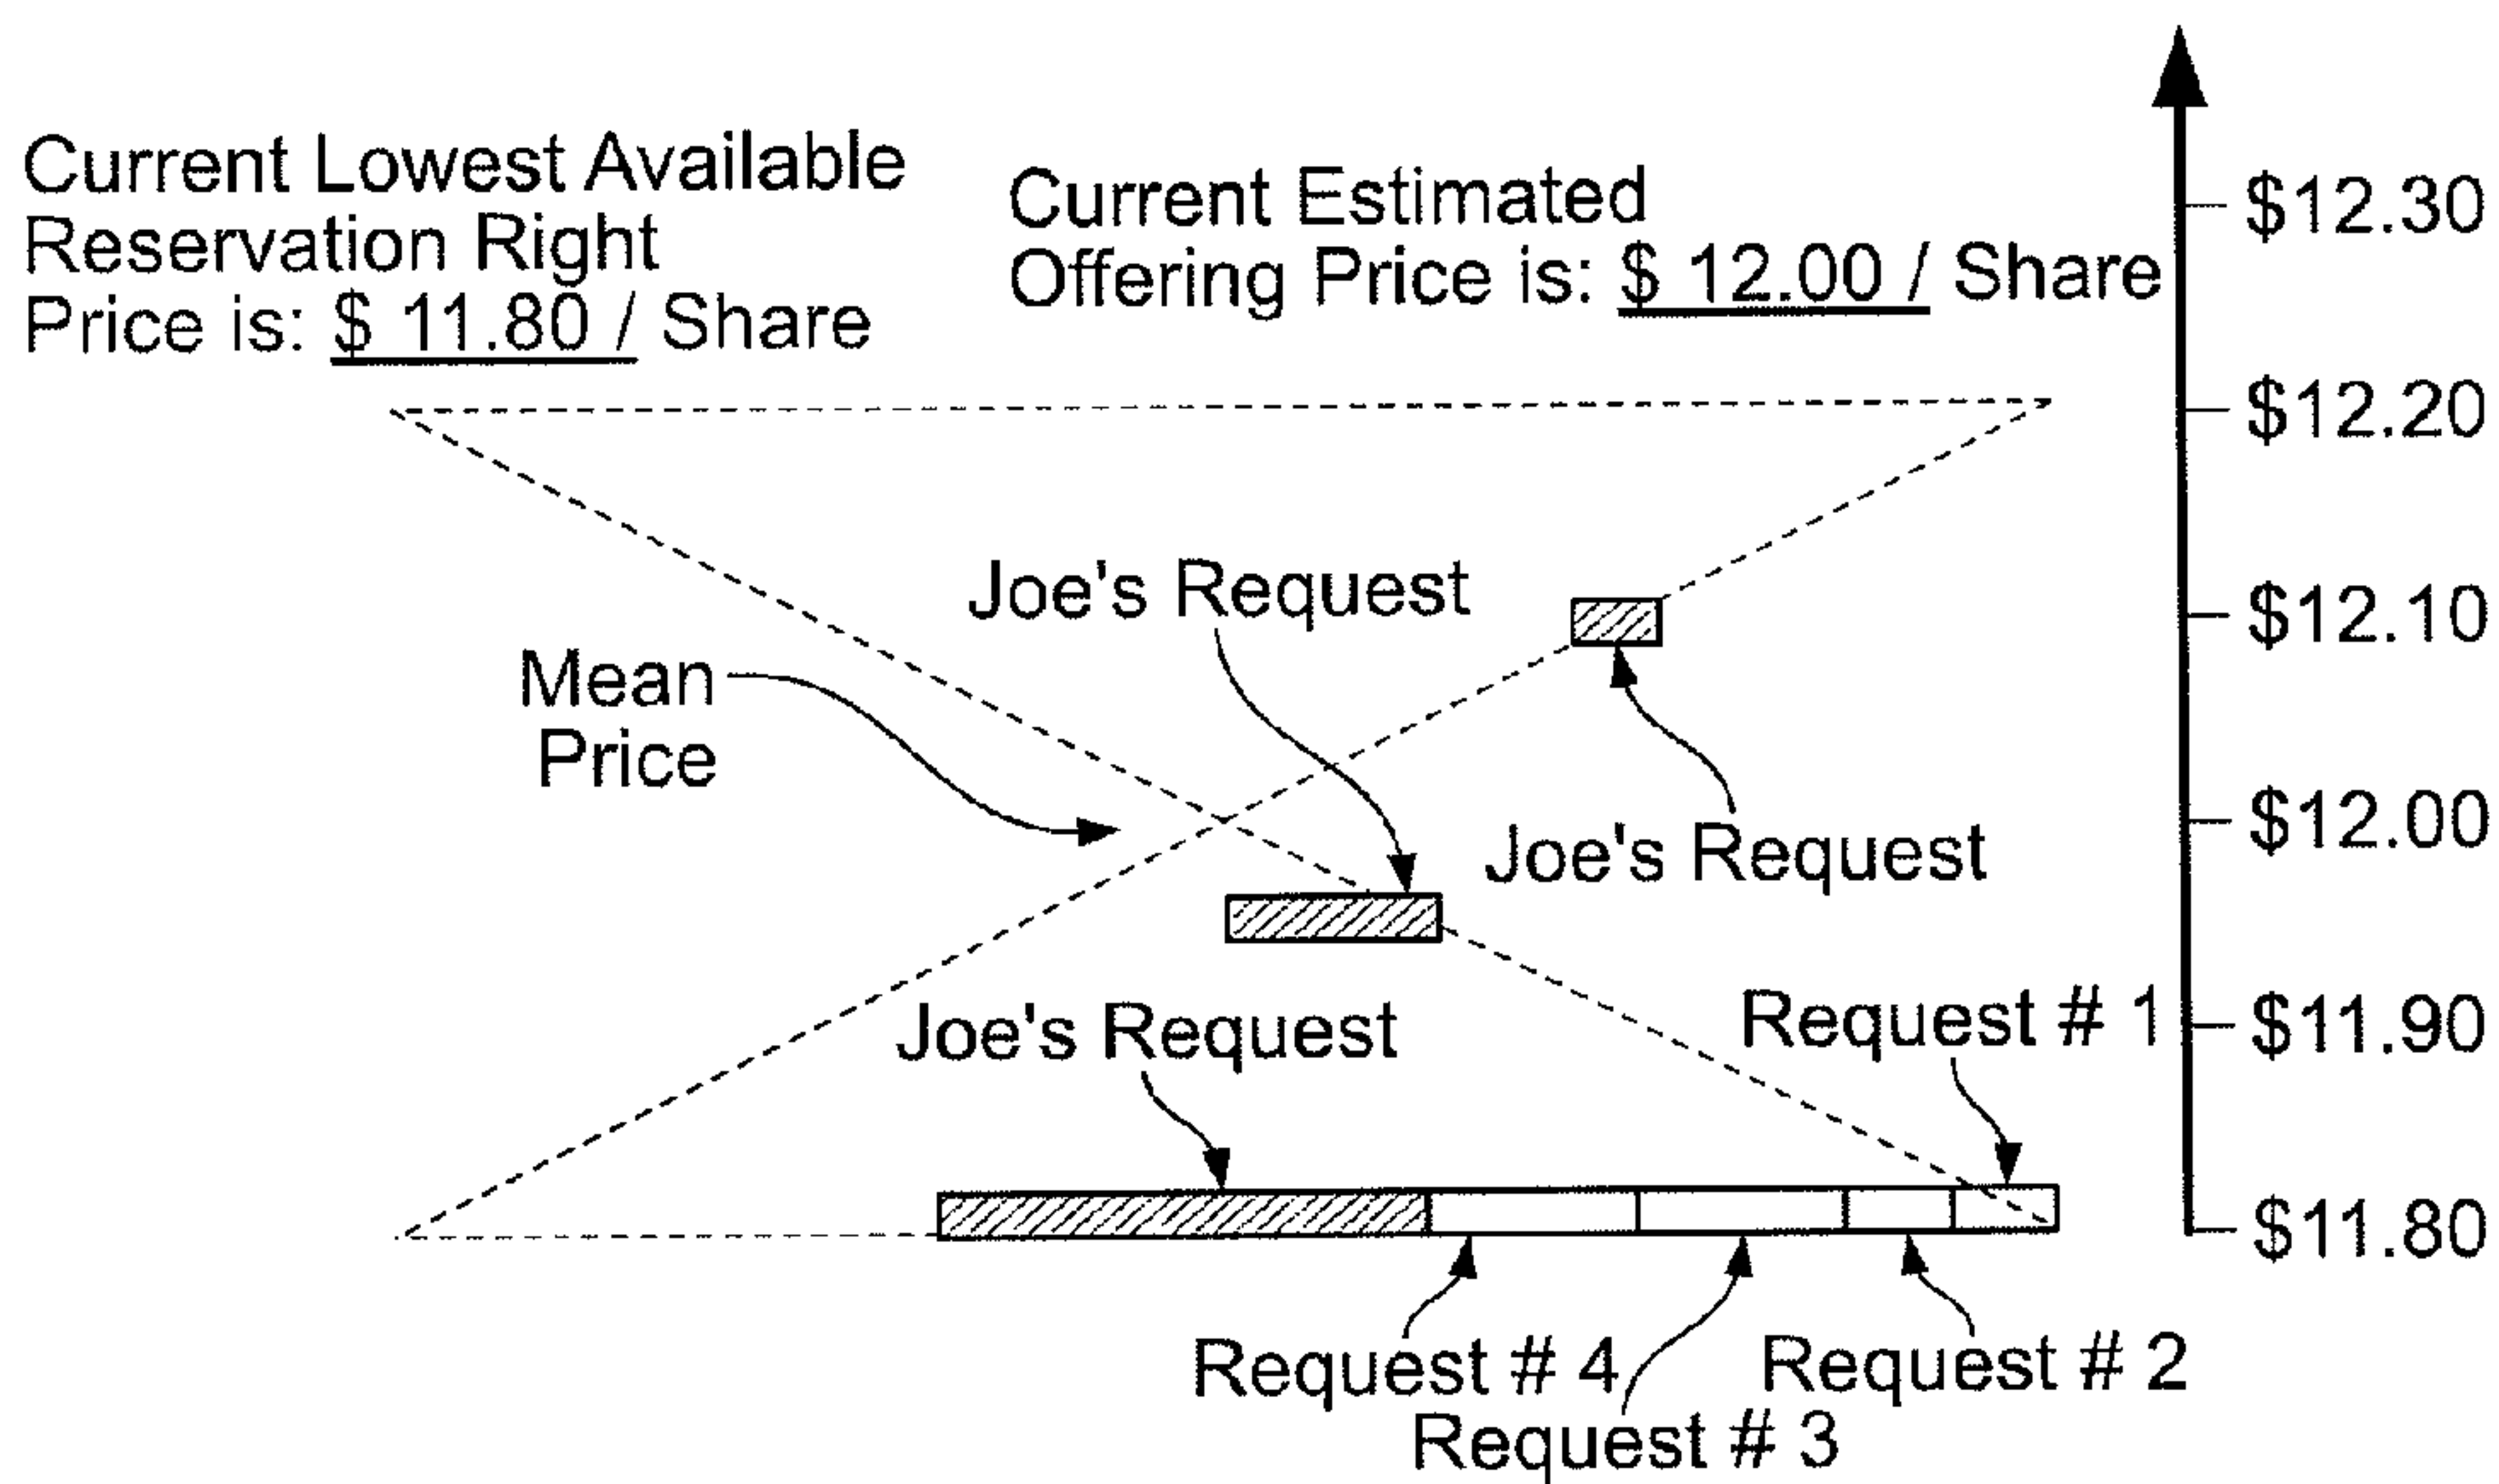 Current Lowest Available
Reservation Right
Price is: $ 11.80 / Share
Current Estimated
Offering Price is: $ 12.00 / Share
$12.30
$12.20
Joe's Request
$12.10
Mean
Price
$12.00
Joe's Request
Joe's Request
Request # 1
$11.90
$11.80
Request # 4
Request # 2
Request # 3